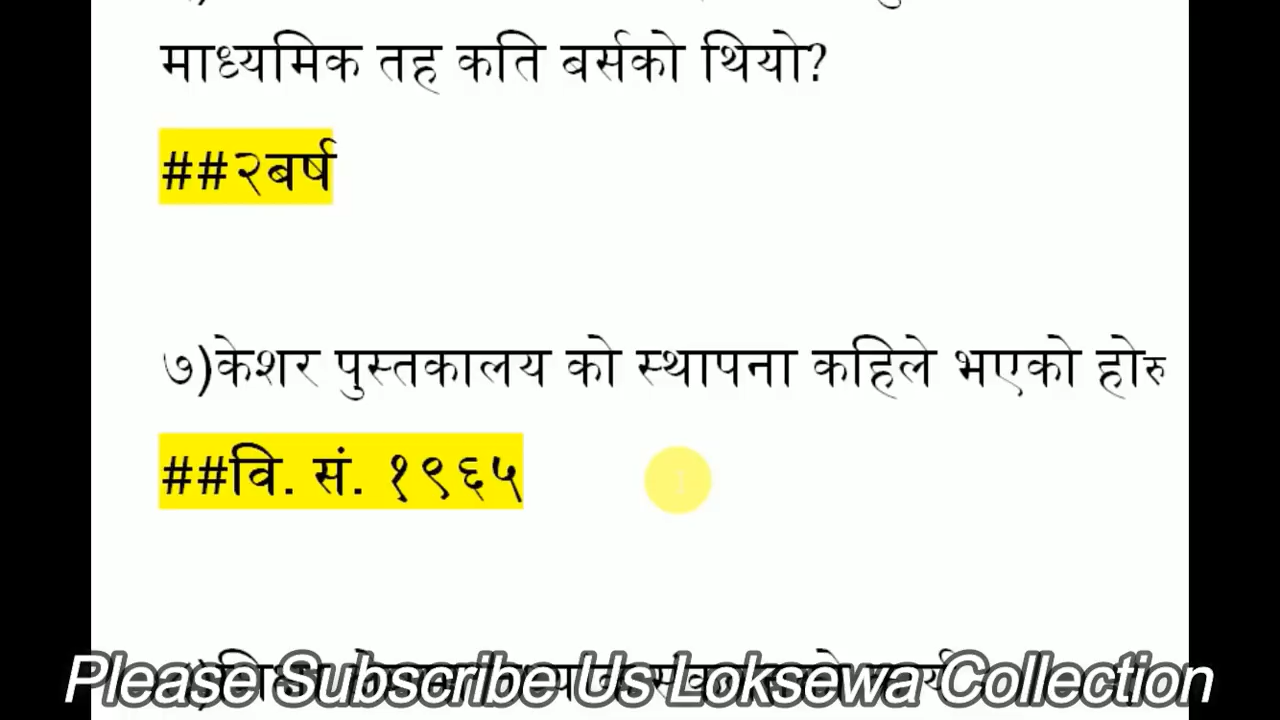 माध्यमिक तह कति बर्सको थियो?
##२बर्ष
७)केशर पुस्तकालय को स्थापना कहिले भएको होरु
##वि. सं. १९६५
Please Subscribe Us Loksewa Collection